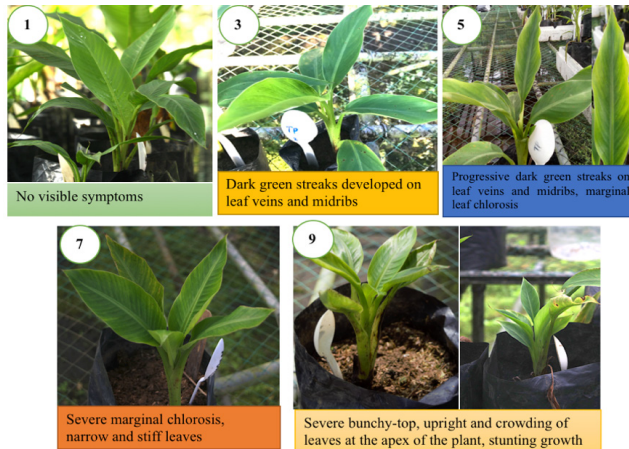 1
3
5
TP
No visible symptoms
Dark green streaks developed on
leaf veins and midribs
Progressive dark green streaks on
leaf veins and midribs, marginal
leaf chlorosis
7
9
Severe marginal chlorosis,
narrow and stiff leaves
Severe bunchy-top, upright and crowding of
leaves at the apex of the plant, stunting growth